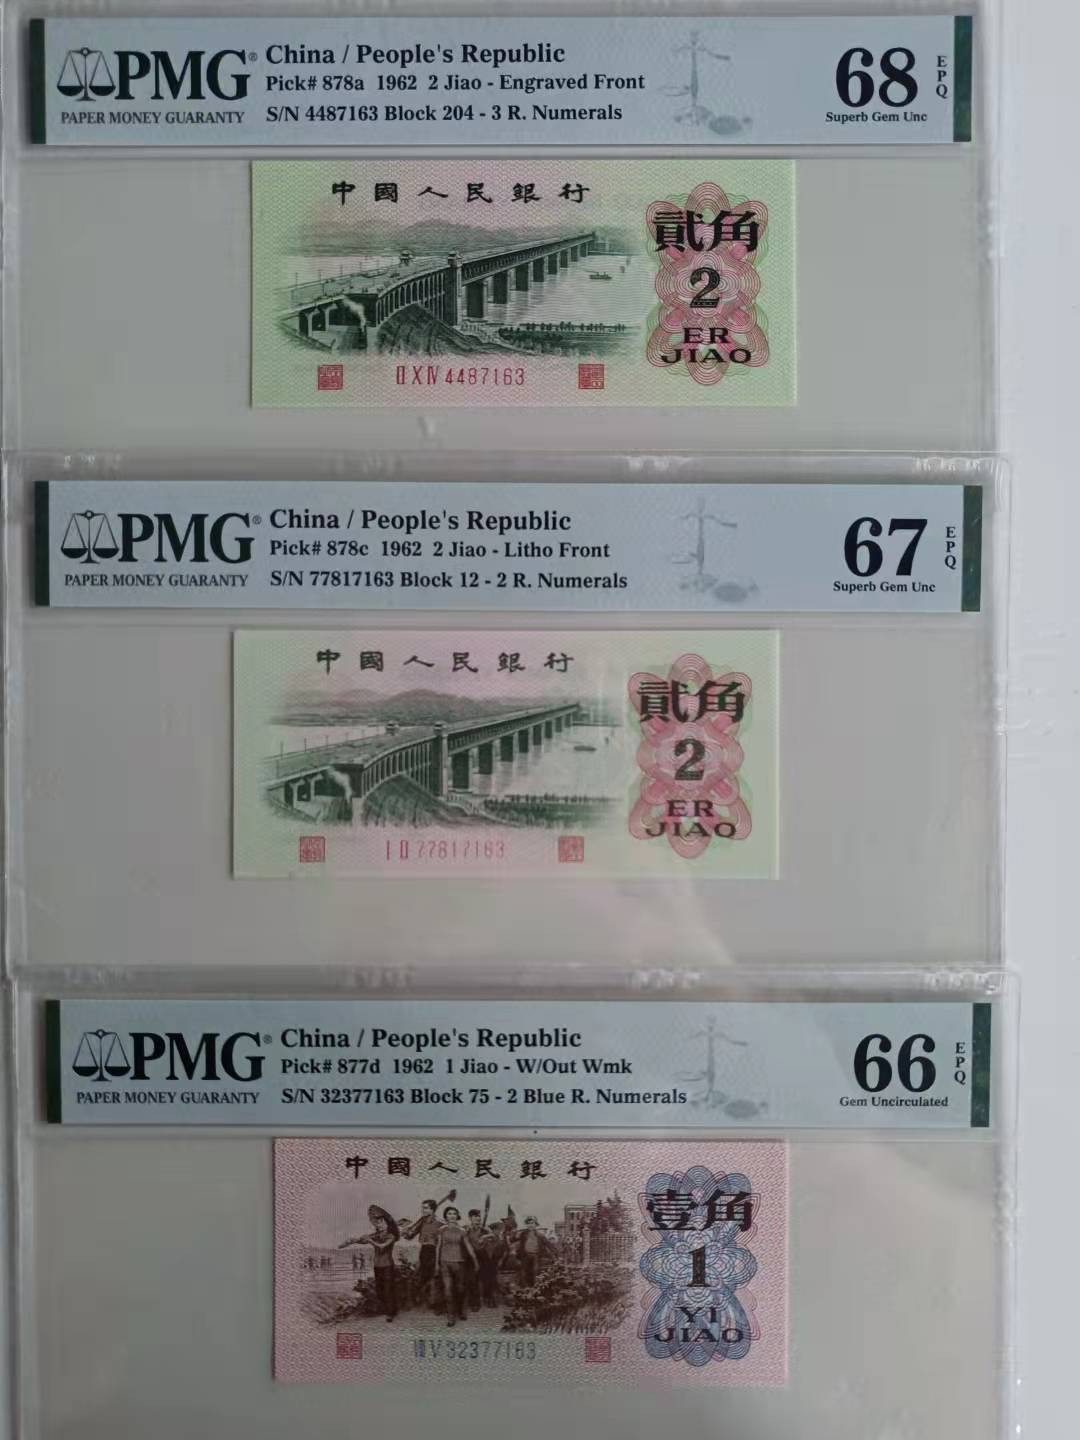 PMG®
PAPER MONEY GUARANTY
China / People's Republic
Pick# 878a 1962 2 Jiao - Engraved Front
S/N 4487163 Block 204 - 3 R. Numerals
68
EPQ
Superb Gem Unc
中國人民銀行
貳角
2
ER
JIAO
II X IV 4487163
PMG®
PAPER MONEY GUARANTY
China / People's Republic
Pick# 878c 1962 2 Jiao - Litho Front
S/N 77817163 Block 12 - 2 R. Numerals
67
EPQ
Superb Gem Unc
中國人民銀行
貳角
2
ER
JIAO
I II 77817163
PMG®
PAPER MONEY GUARANTY
China / People's Republic
Pick# 877d 1962 1 Jiao - W/Out Wmk
S/N 32377163 Block 75 - 2 Blue R. Numerals
66
EPQ
Gem Uncirculated
中國人民銀行
壹角
1
YI
JIAO
VII V 32377163